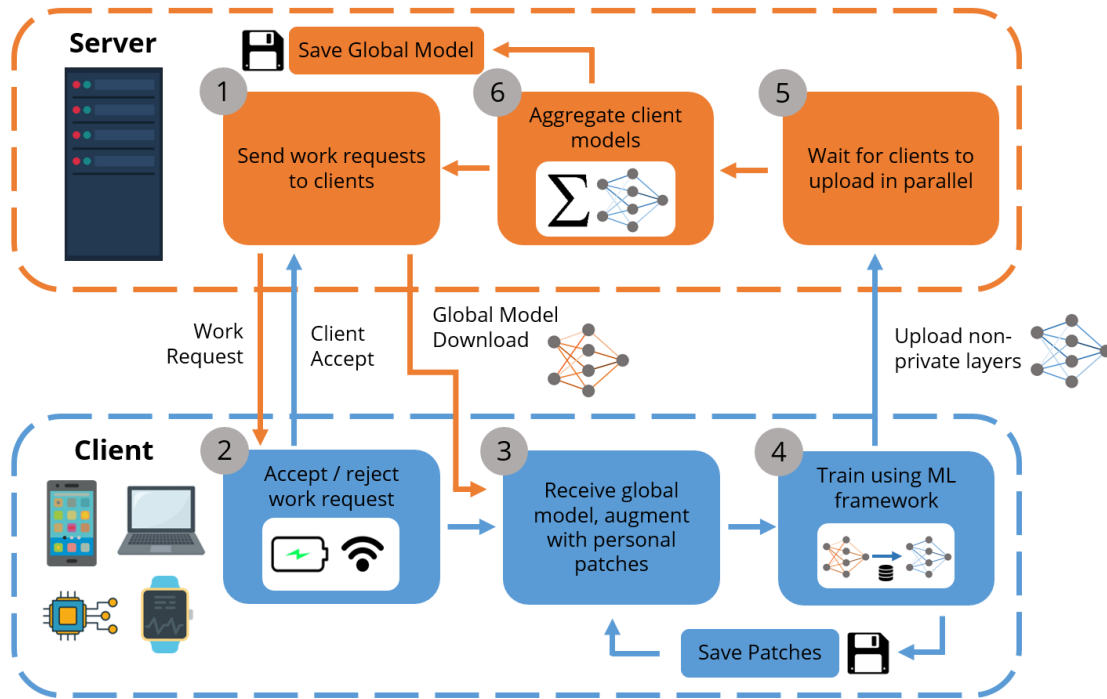 Server
Save Global Model
1
Send work requests
to clients
6
Aggregate client
models
Σ
5
Wait for clients to
upload in parallel
Work
Request
Client
Accept
Global Model
Download
Upload non-
private layers
Client
2
Accept / reject
work request
3
Receive global
model, augment
with personal
patches
4
Train using ML
framework
Save Patches